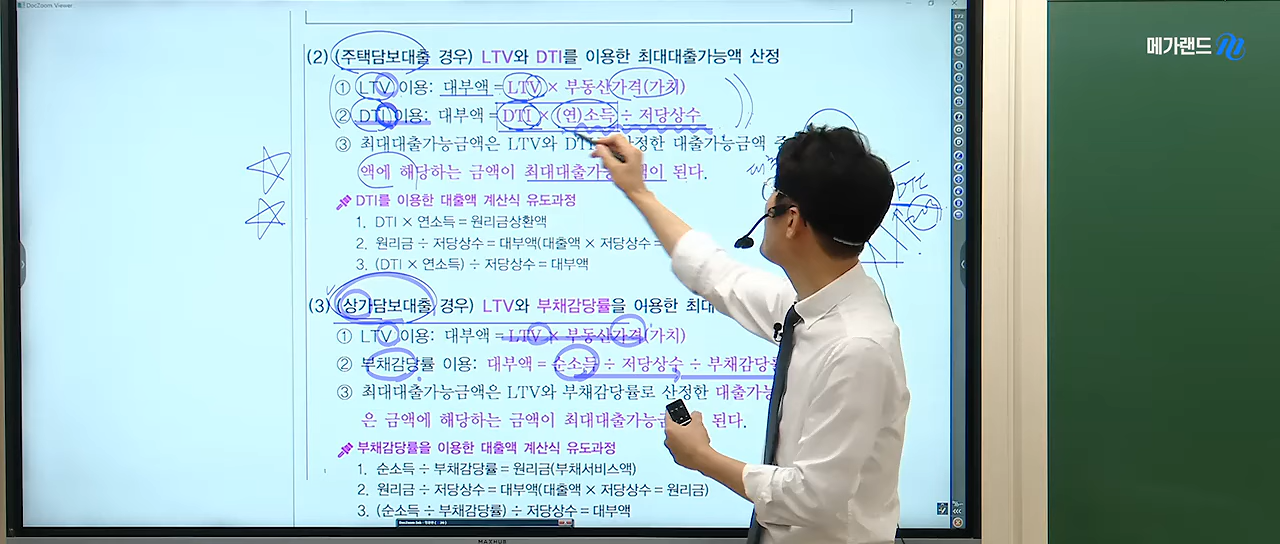 DocZoom Viewer
메가랜드
(2) (주택담보대출 경우) LTV와 DTI를 이용한 최대대출가능액 산정
① LTV 이용: 대부액 = LTV × 부동산가격(가치)
② DTI 이용: 대부액 = DTI × (연)소득 ÷ 저당상수
③ 최대대출가능금액은 LTV와 DTI 산정한 대출가능금액
액에 해당하는 금액이 최대대출가능 액이 된다.
DTI를 이용한 대출액 계산식 유도과정
1. DTI × 연소득 = 원리금상환액
2. 원리금 ÷ 저당상수 = 대부액(대출액 × 저당상수 =
3. (DTI × 연소득) ÷ 저당상수 = 대부액
(3) (상가담보대출 경우) LTV와 부채감당률을 이용한 최대
① LTV 이용: 대부액 = LTV × 부동산가격(가치)
② 부채감당률 이용: 대부액 = 순소득 ÷ 저당상수 ÷ 부채감당
③ 최대대출가능금액은 LTV와 부채감당률로 산정한 대출가능
은 금액에 해당하는 금액이 최대대출가능 된다.
부채감당률을 이용한 대출액 계산식 유도과정
1. 순소득 ÷ 부채감당률 = 원리금(부채서비스액)
2. 원리금 ÷ 저당상수 = 대부액(대출액 × 저당상수 = 원리금)
3. (순소득 ÷ 부채감당률) ÷ 저당상수 = 대부액
MAXHUB